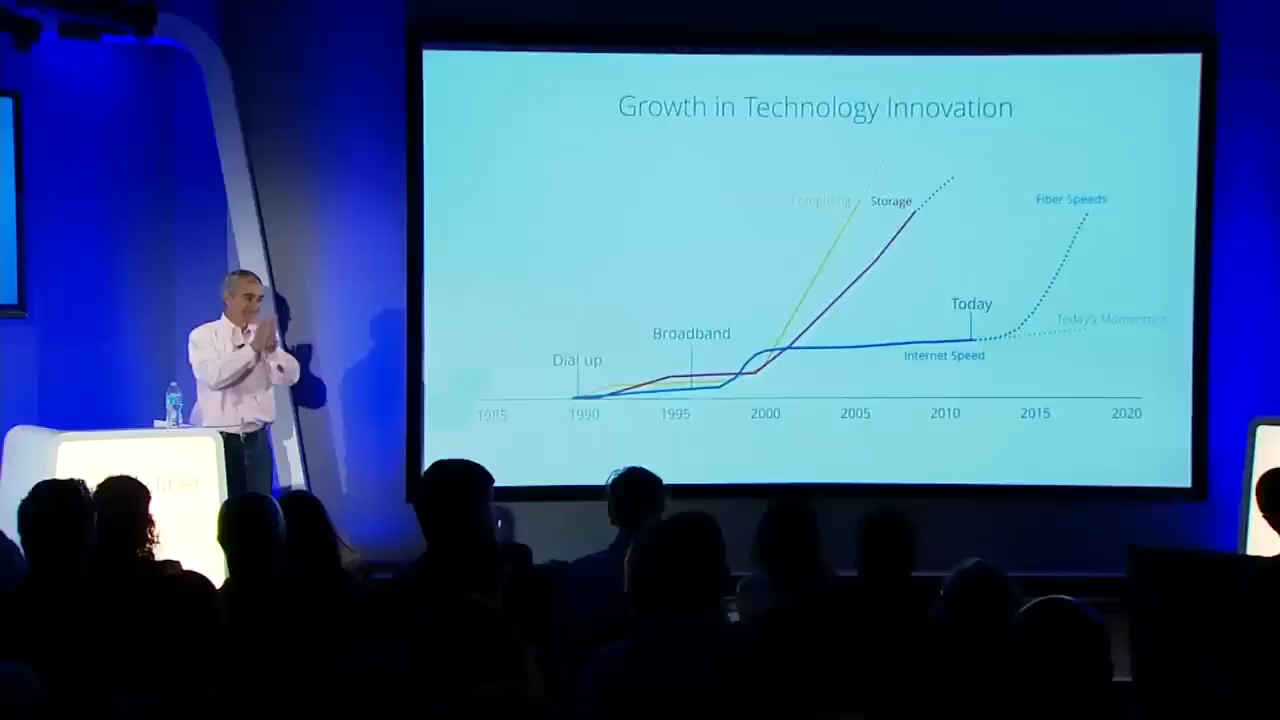 Growth in Technology Innovation
Computing
Storage
Fiber Speeds
Today
Today's Momentum
Broadband
Internet Speed
Dial up
1985
1990
1995
2000
2005
2010
2015
2020
fiber